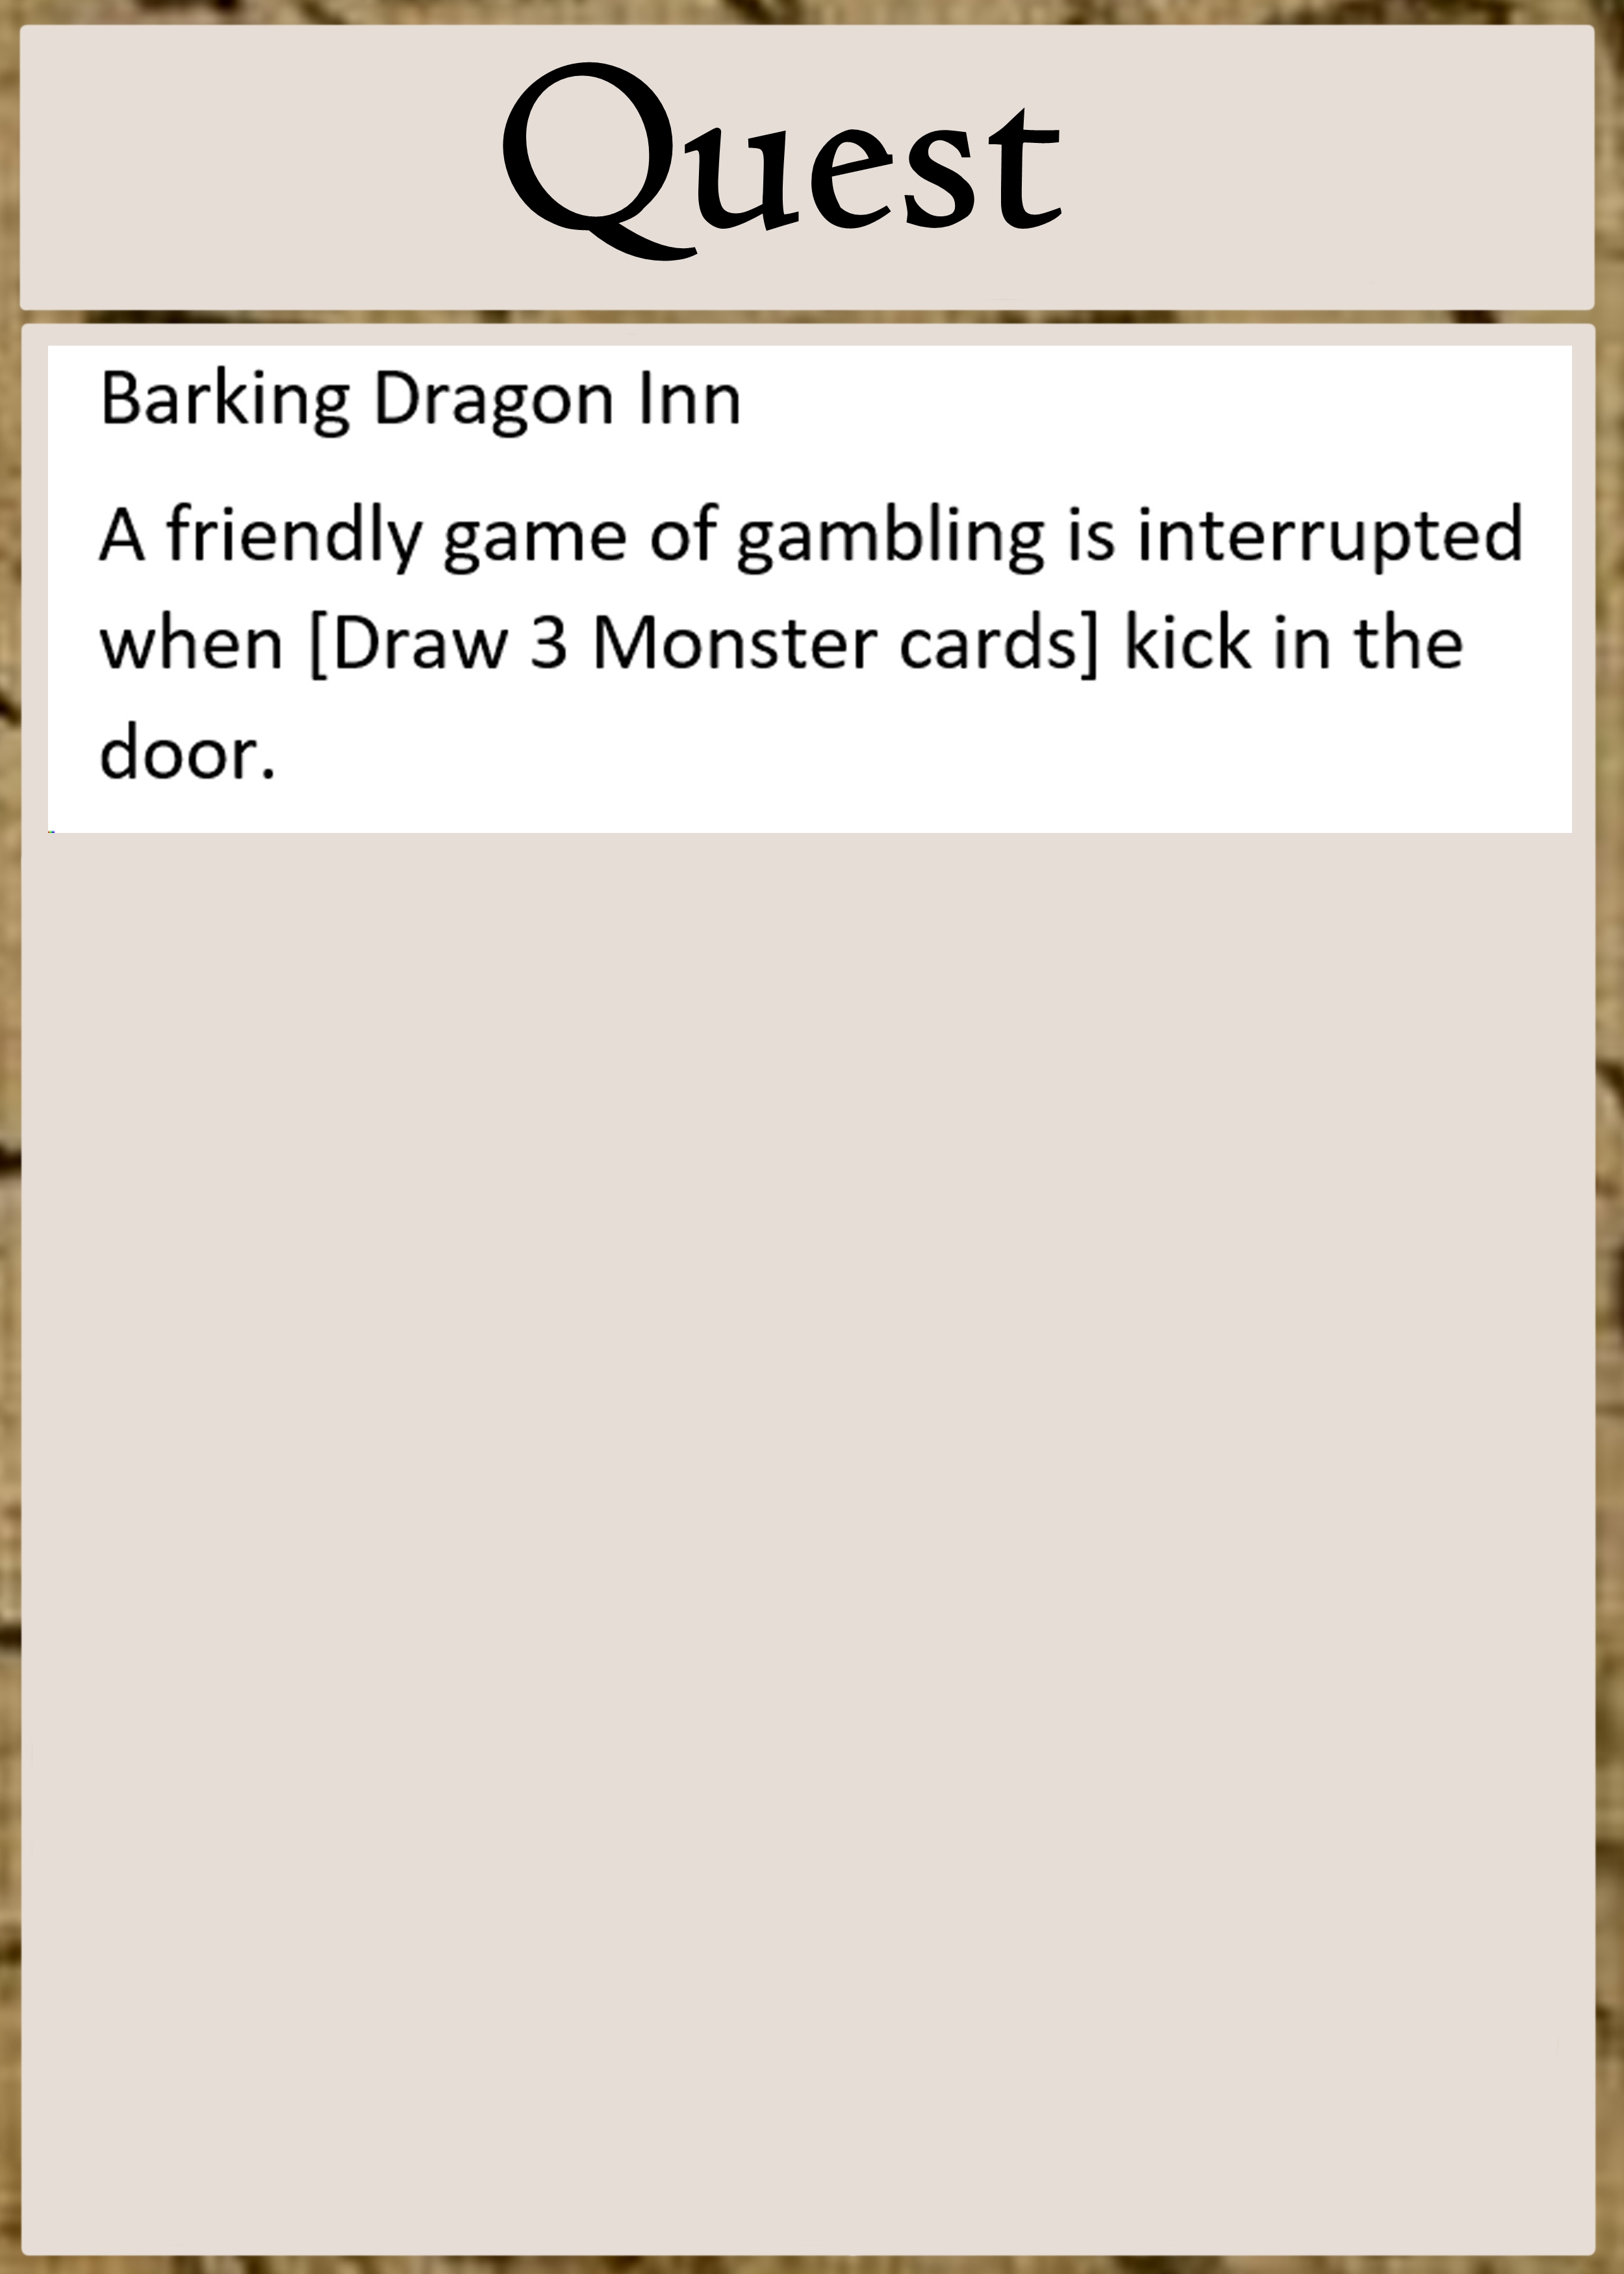 Quest
Barking Dragon Inn
A friendly game of gambling is interrupted
when [Draw 3 Monster cards] kick in the
door.